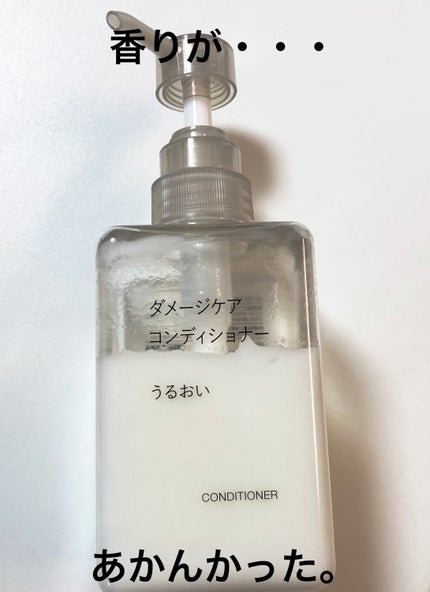 香りが・・・
ダメージケア
コンディショナー
うるおい
CONDITIONER
あかんかった。